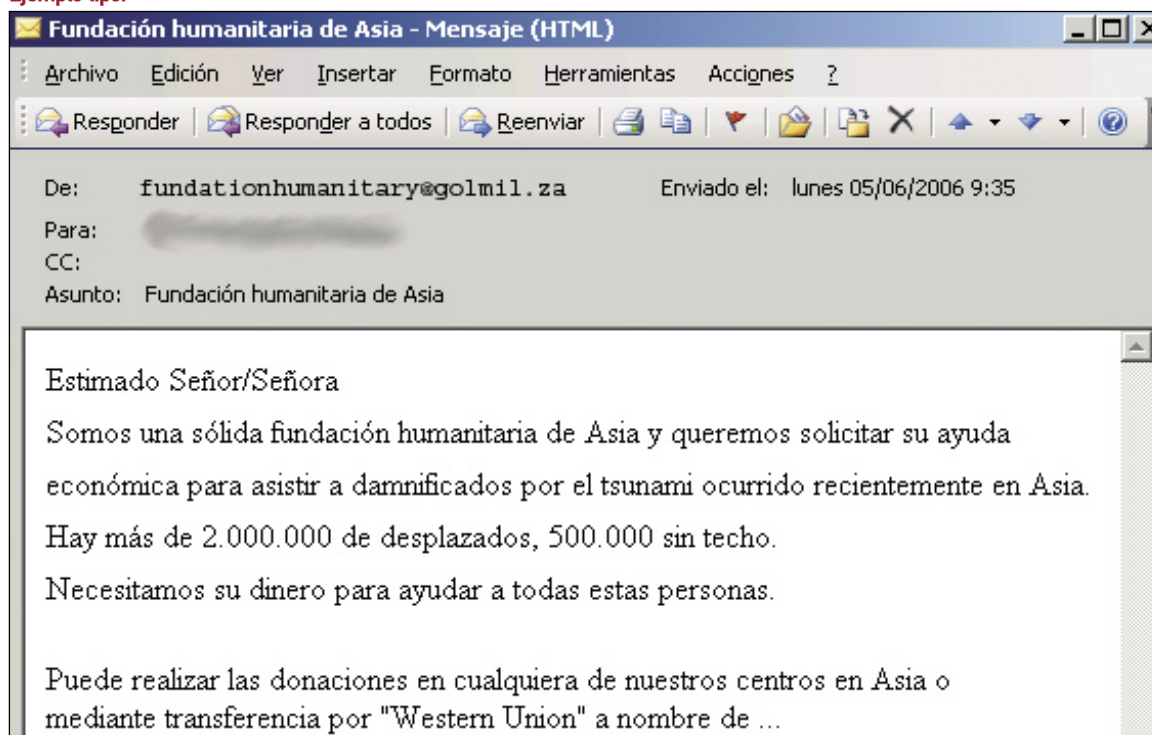 Ejemplo tipo:
Fundación humanitaria de Asia - Mensaje (HTML)
Archivo Edición Ver Insertar Formato Herramientas Acciones ?
Responder Responder a todos Reenviar
De: fundationhumanitary@golmil.za Enviado el: lunes 05/06/2006 9:35
Para:
CC:
Asunto: Fundación humanitaria de Asia
Estimado Señor/Señora
Somos una sólida fundación humanitaria de Asia y queremos solicitar su ayuda
económica para asistir a damnificados por el tsunami ocurrido recientemente en Asia.
Hay más de 2.000.000 de desplazados, 500.000 sin techo.
Necesitamos su dinero para ayudar a todas estas personas.
Puede realizar las donaciones en cualquiera de nuestros centros en Asia o
mediante transferencia por "Western Union" a nombre de ...